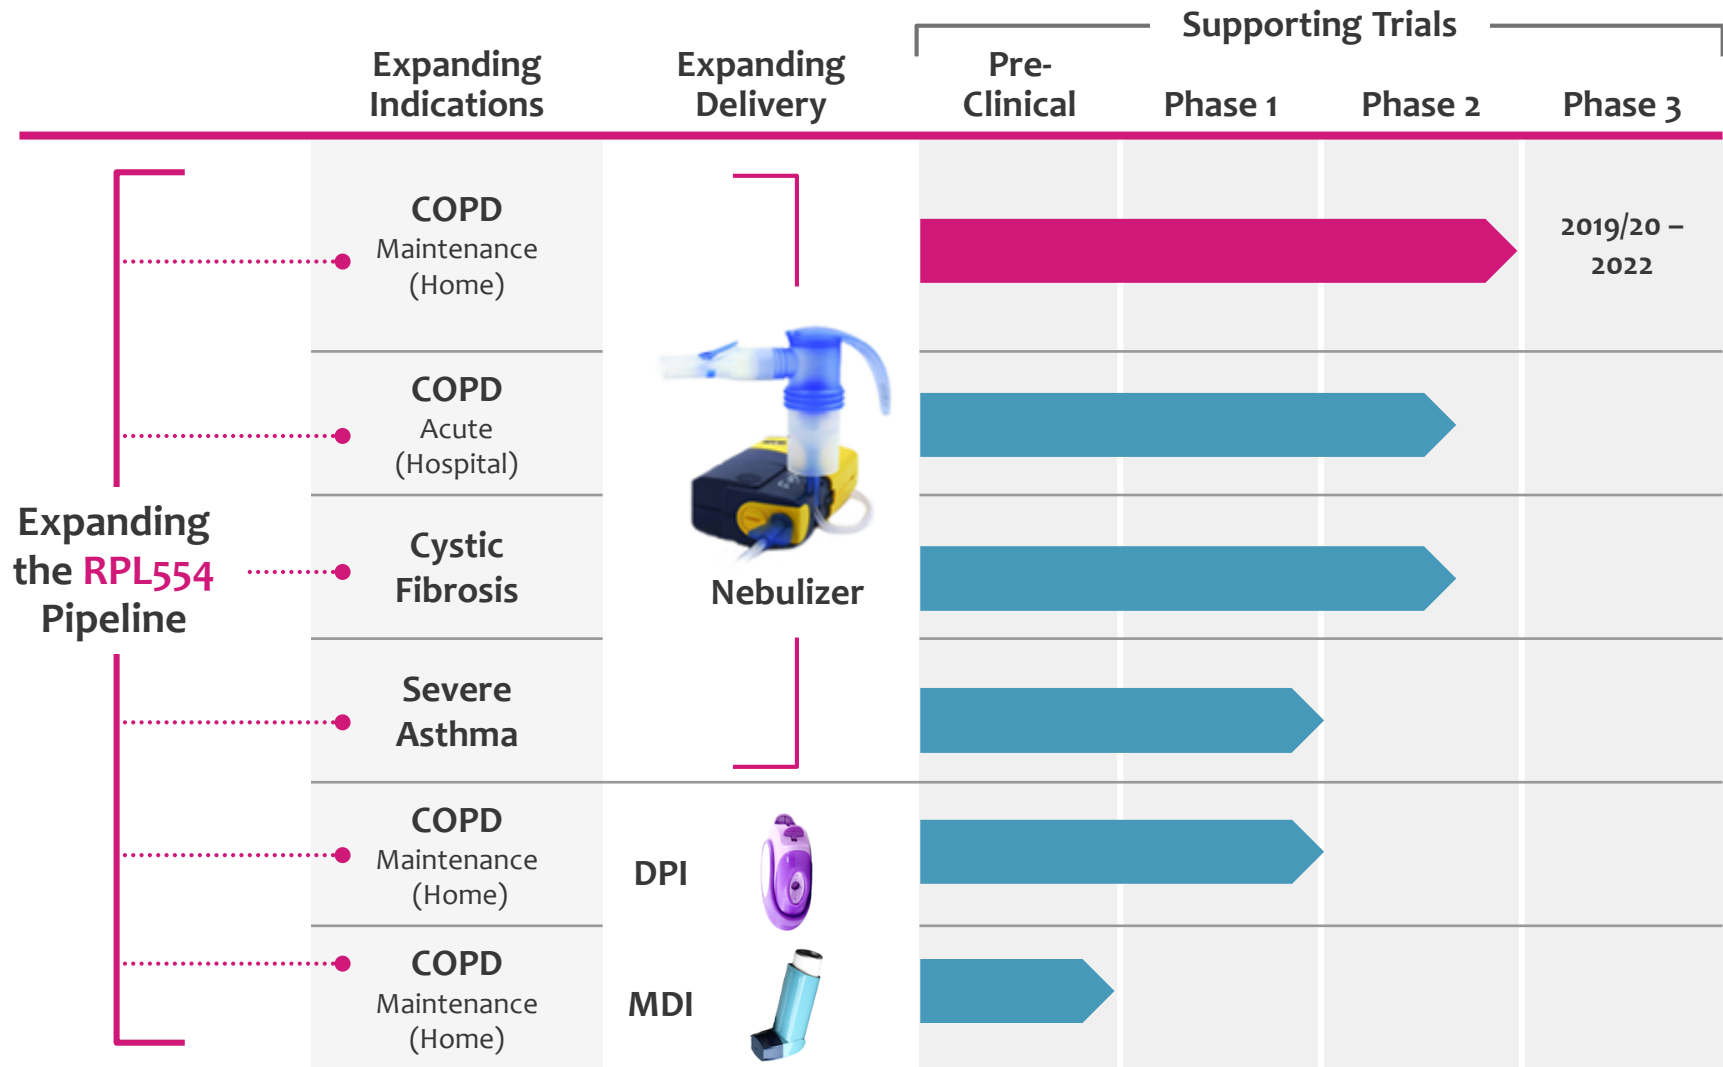 Supporting Trials
Expanding
Indications
Expanding
Delivery
Pre-
Clinical
Phase 1
Phase 2
Phase 3
Expanding
the RPL554
Pipeline
COPD
Maintenance
(Home)
2019/20 –
2022
COPD
Acute
(Hospital)
Cystic
Fibrosis
Nebulizer
Severe
Asthma
COPD
Maintenance
(Home)
DPI
COPD
Maintenance
(Home)
MDI